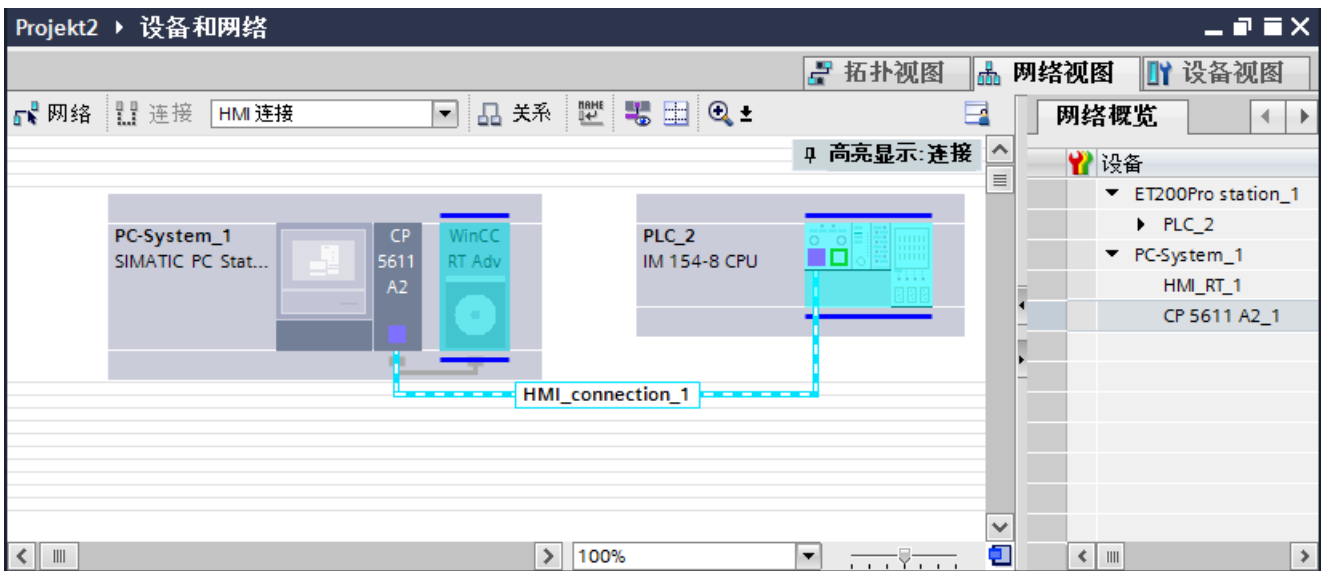 Projekt2 ▸ 设备和网络
拓扑视图 网络视图 设备视图
网络 连接 HMI 连接 关系 NAME
高亮显示:连接
PC-System_1
SIMATIC PC Stat...
CP
5611
A2
WinCC
RT Adv
PLC_2
IM 154-8 CPU
HMI_connection_1
100%
网络概览
设备
ET200Pro station_1
PLC_2
PC-System_1
HMI_RT_1
CP 5611 A2_1